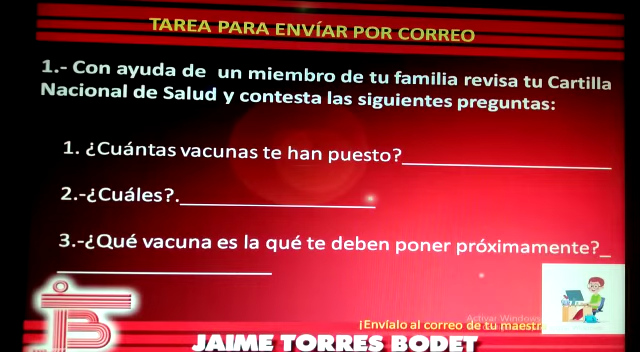 TAREA PARA ENVÍAR POR CORREO
1.- Con ayuda de un miembro de tu familia revisa tu Cartilla
Nacional de Salud y contesta las siguientes preguntas:
1. ¿Cuántas vacunas te han puesto?
2.-¿Cuáles?.
3.-¿Qué vacuna es la qué te deben poner próximamente?
Activar Windows
¡Envíalo al correo de tu maestr
JAIME TORRES BODET